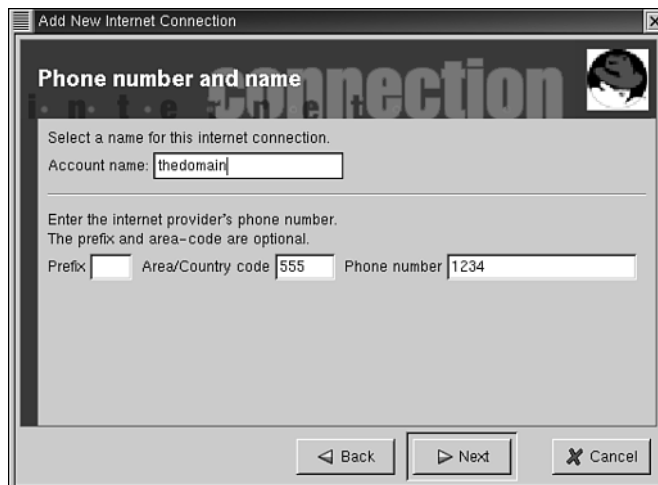 Add New Internet Connection
Phone number and name
internet connection
Select a name for this internet connection.
Account name: thedomain
Enter the internet provider's phone number.
The prefix and area-code are optional.
Prefix Area/Country code 555 Phone number 1234
Back Next Cancel